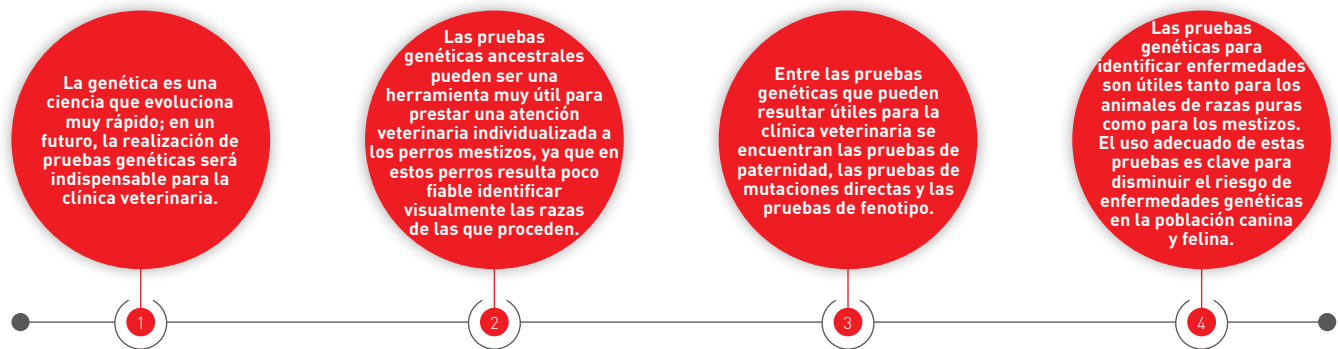 La genética es una
ciencia que evoluciona
muy rápido; en un
futuro, la realización de
pruebas genéticas será
indispensable para la
clínica veterinaria.
1
Las pruebas
genéticas ancestrales
pueden ser una
herramienta muy útil para
prestar una atención
veterinaria individualizada a
los perros mestizos, ya que en
estos perros resulta poco
fiable identificar
visualmente las razas
de las que proceden.
2
Entre las pruebas
genéticas que pueden
resultar útiles para la
clínica veterinaria se
encuentran las pruebas de
paternidad, las pruebas de
mutaciones directas y las
pruebas de fenotipo.
3
Las pruebas
genéticas para
identificar enfermedades
son útiles tanto para los
animales de razas puras
como para los mestizos.
El uso adecuado de estas
pruebas es clave para
disminuir el riesgo de
enfermedades genéticas
en la población canina
y felina.
4